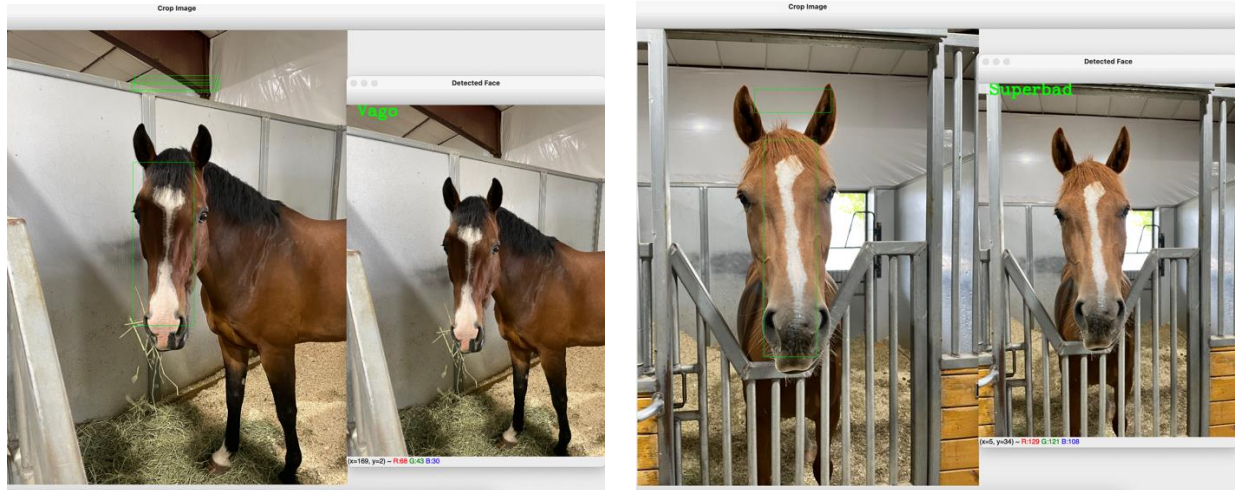 Crop Image
Detected Face
Vago
(x=169, y=2) ~ R:68 G:43 B:30
Crop Image
Detected Face
Superbad
(x=5, y=34) ~ R:129 G:121 B:108